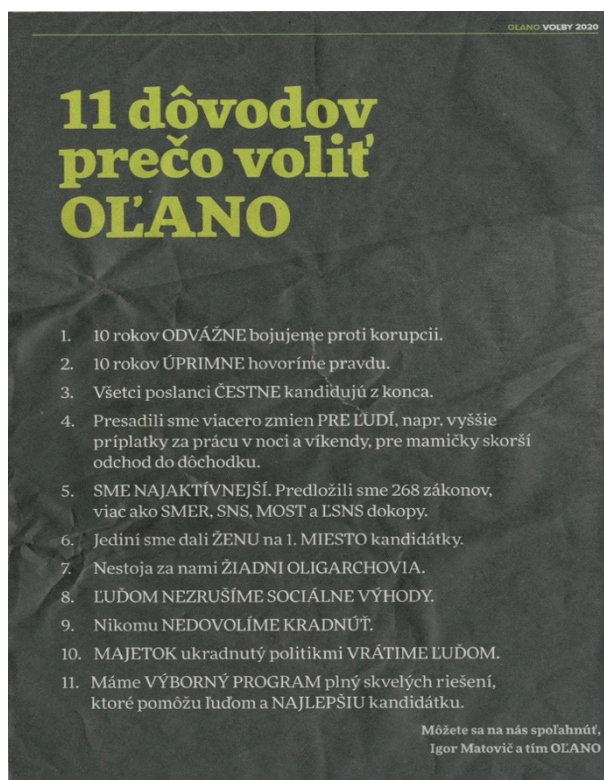 OĽANO VOĽBY 2020
11 dôvodov
prečo voliť
OĽANO
1. 10 rokov ODVÁŽNE bojujeme proti korupcii.
2. 10 rokov ÚPRIMNE hovoríme pravdu.
3. Všetci poslanci ČESTNE kandidujú z konca.
4. Presadili sme viacero zmien PRE ĽUDÍ, napr. vyššie
príplatky za prácu v noci a víkendy, pre mamičky skorší
odchod do dôchodku.
5. SME NAJAKTÍVNEJŠÍ. Predložili sme 268 zákonov,
viac ako SMER, SNS, MOST a ĽSNS dokopy.
6. Jediní sme dali ŽENU na 1. MIESTO kandidátky.
7. Nestoja za nami ŽIADNI OLIGARCHOVIA.
8. ĽUĎOM NEZRUŠÍME SOCIÁLNE VÝHODY.
9. Nikomu NEDOVOLÍME KRADNÚŤ.
10. MAJETOK ukradnutý politikmi VRÁTIME ĽUĎOM.
11. Máme VÝBORNÝ PROGRAM plný skvelých riešení,
ktoré pomôžu ľuďom a NAJLEPŠIU kandidátku.
Môžete sa na nás spoľahnúť,
Igor Matovič a tím OĽANO